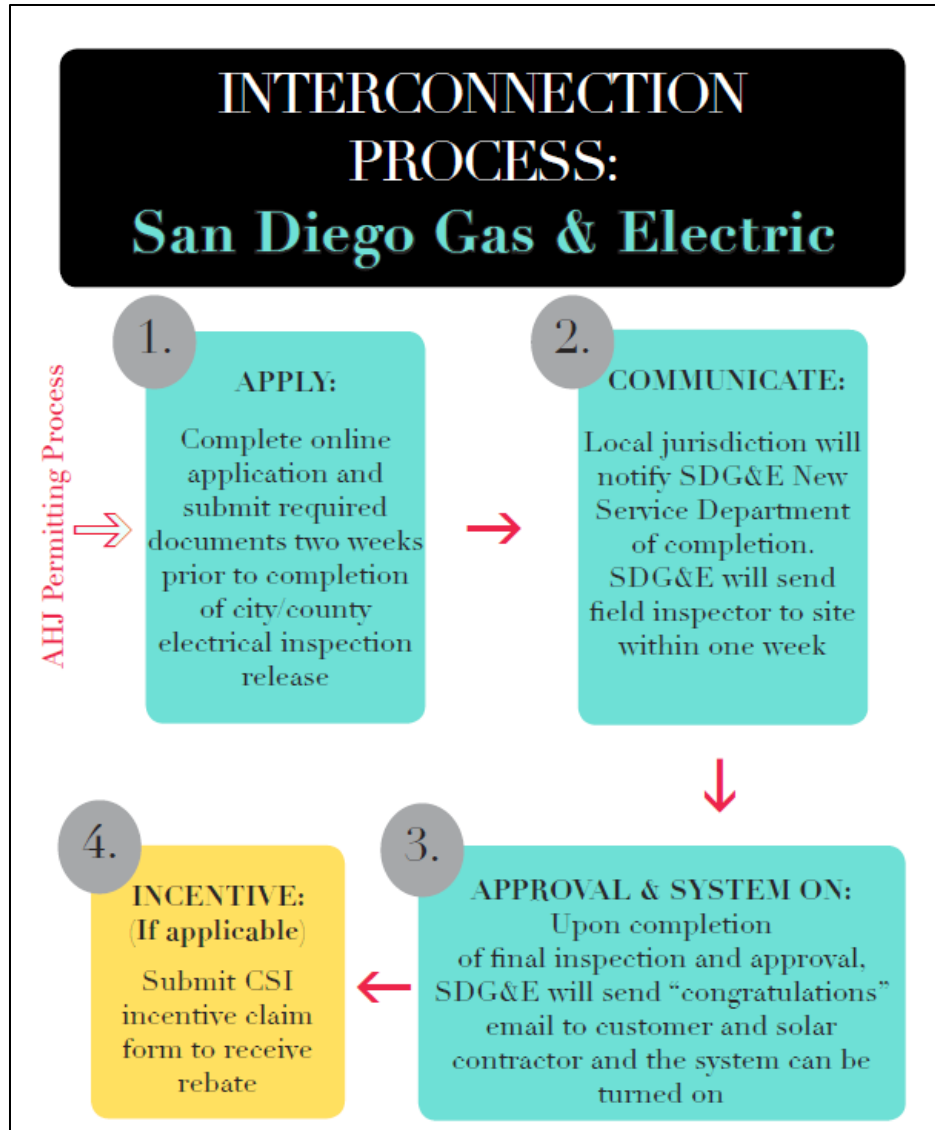 INTERCONNECTION
PROCESS:
San Diego Gas & Electric
AHJ Permitting Process
1.
APPLY:
Complete online
application and
submit required
documents two weeks
prior to completion
of city/county
electrical inspection
release
2.
COMMUNICATE:
Local jurisdiction will
notify SDG&E New
Service Department
of completion.
SDG&E will send
field inspector to site
within one week
3.
APPROVAL & SYSTEM ON:
Upon completion
of final inspection and approval,
SDG&E will send “congratulations”
email to customer and solar
contractor and the system can be
turned on
4.
INCENTIVE:
(If applicable)
Submit CSI
incentive claim
form to receive
rebate